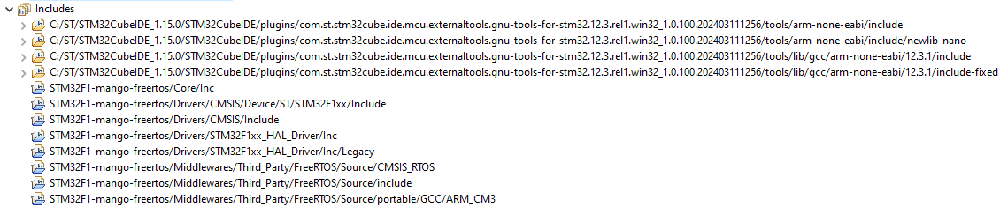 Includes
C:/ST/STM32CubeIDE_1.15.0/STM32CubeIDE/plugins/com.st.stm32cube.ide.mcu.externaltools.gnu-tools-for-stm32.12.3.rel1.win32_1.0.100.202403111256/tools/arm-none-eabi/include
C:/ST/STM32CubeIDE_1.15.0/STM32CubeIDE/plugins/com.st.stm32cube.ide.mcu.externaltools.gnu-tools-for-stm32.12.3.rel1.win32_1.0.100.202403111256/tools/arm-none-eabi/include/newlib-nano
C:/ST/STM32CubeIDE_1.15.0/STM32CubeIDE/plugins/com.st.stm32cube.ide.mcu.externaltools.gnu-tools-for-stm32.12.3.rel1.win32_1.0.100.202403111256/tools/lib/gcc/arm-none-eabi/12.3.1/include
C:/ST/STM32CubeIDE_1.15.0/STM32CubeIDE/plugins/com.st.stm32cube.ide.mcu.externaltools.gnu-tools-for-stm32.12.3.rel1.win32_1.0.100.202403111256/tools/lib/gcc/arm-none-eabi/12.3.1/include-fixed
STM32F1-mango-freertos/Core/Inc
STM32F1-mango-freertos/Drivers/CMSIS/Device/ST/STM32F1xx/Include
STM32F1-mango-freertos/Drivers/CMSIS/Include
STM32F1-mango-freertos/Drivers/STM32F1xx_HAL_Driver/Inc
STM32F1-mango-freertos/Drivers/STM32F1xx_HAL_Driver/Inc/Legacy
STM32F1-mango-freertos/Middlewares/Third_Party/FreeRTOS/Source/CMSIS_RTOS
STM32F1-mango-freertos/Middlewares/Third_Party/FreeRTOS/Source/include
STM32F1-mango-freertos/Middlewares/Third_Party/FreeRTOS/Source/portable/GCC/ARM_CM3